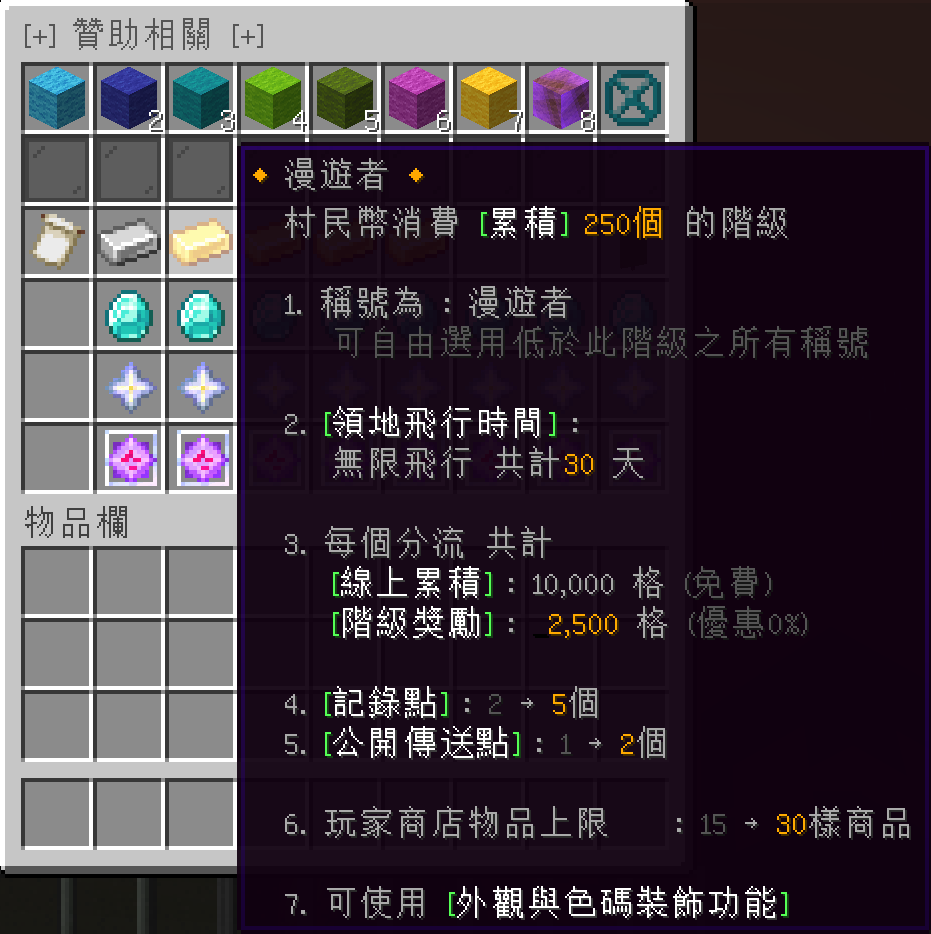 [+] 贊助相關 [+]
2 3 4 5 6 7 8
◆ 漫遊者 ◆
村民幣消費 [累積] 250個 的階級
1. 稱號為 : 漫遊者
可自由選用低於此階級之所有稱號
2. [領地飛行時間] :
無限飛行 共計30 天
物品欄
3. 每個分流 共計
[線上累積] : 10,000 格 (免費)
[階級獎勵] : 2,500 格 (優惠0%)
4. [記錄點] : 2 → 5個
5. [公開傳送點] : 1 → 2個
6. 玩家商店物品上限 : 15 → 30樣商品
7. 可使用 [外觀與色碼裝飾功能]